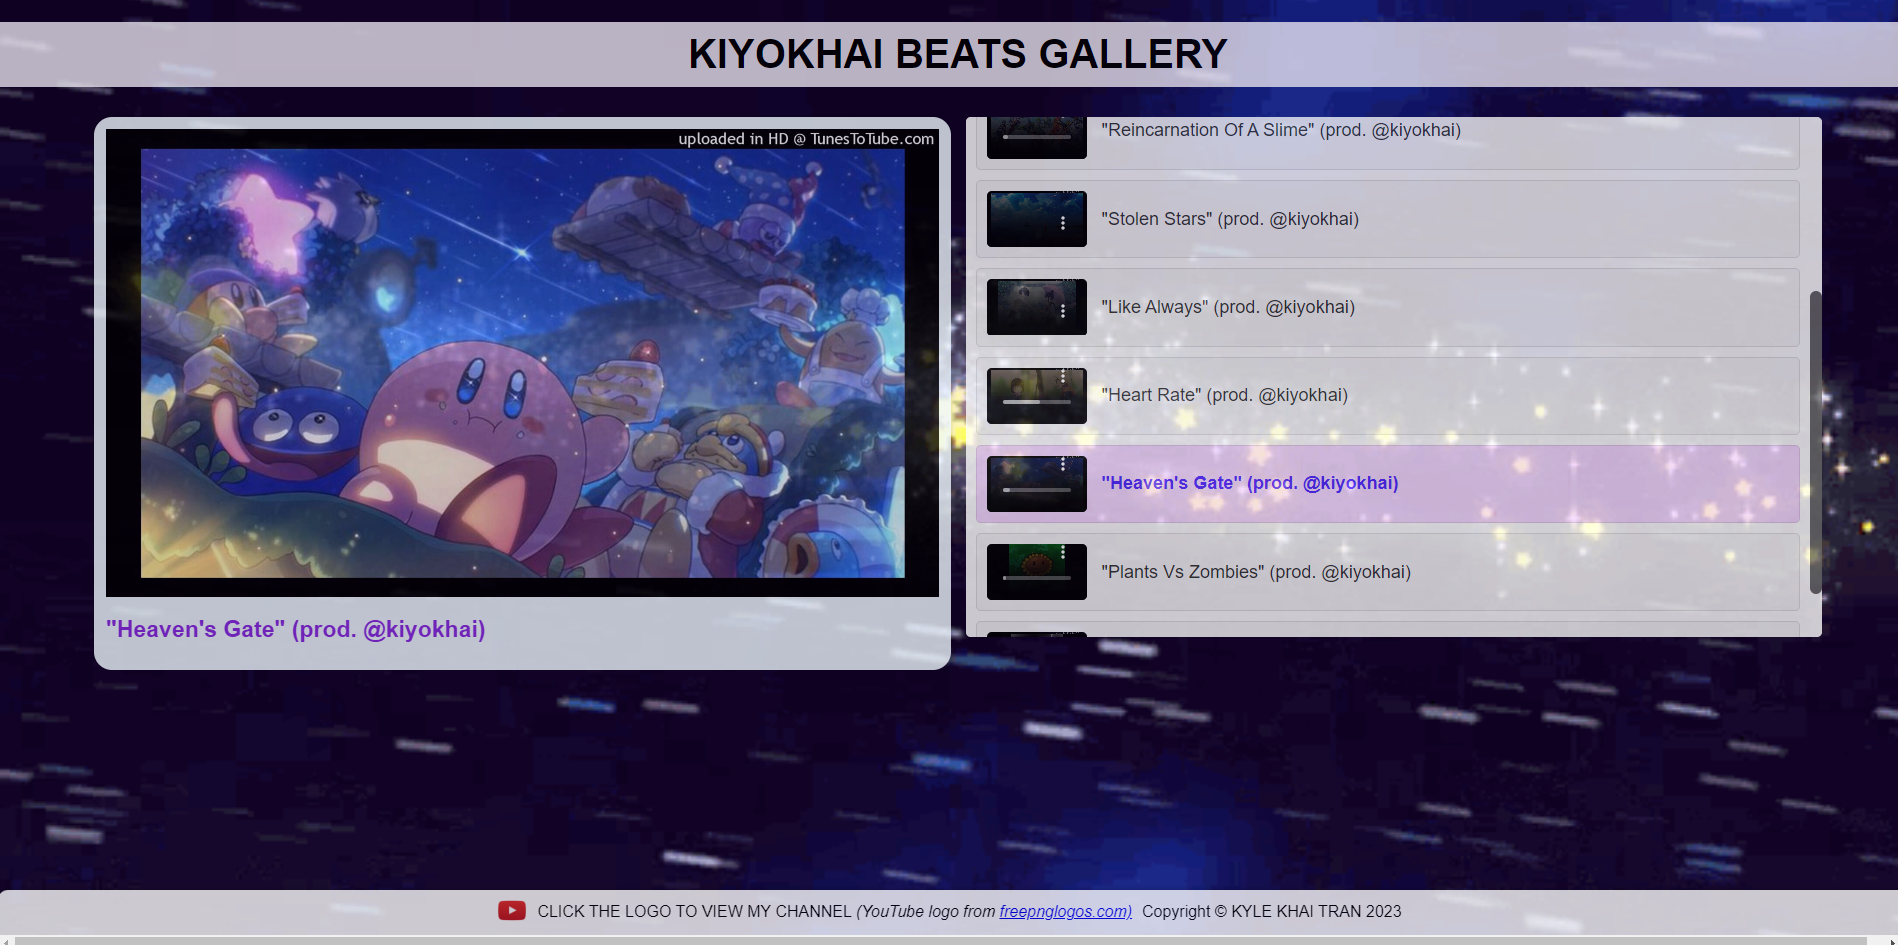 KIYOKHAI BEATS GALLERY
uploaded in HD @ TunesToTube.com
"Heaven's Gate" (prod. @kiyokhai)
"Reincarnation Of A Slime" (prod. @kiyokhai)
"Stolen Stars" (prod. @kiyokhai)
"Like Always" (prod. @kiyokhai)
"Heart Rate" (prod. @kiyokhai)
"Heaven's Gate" (prod. @kiyokhai)
"Plants Vs Zombies" (prod. @kiyokhai)
CLICK THE LOGO TO VIEW MY CHANNEL (YouTube logo from freepnglogos.com) Copyright © KYLE KHAI TRAN 2023